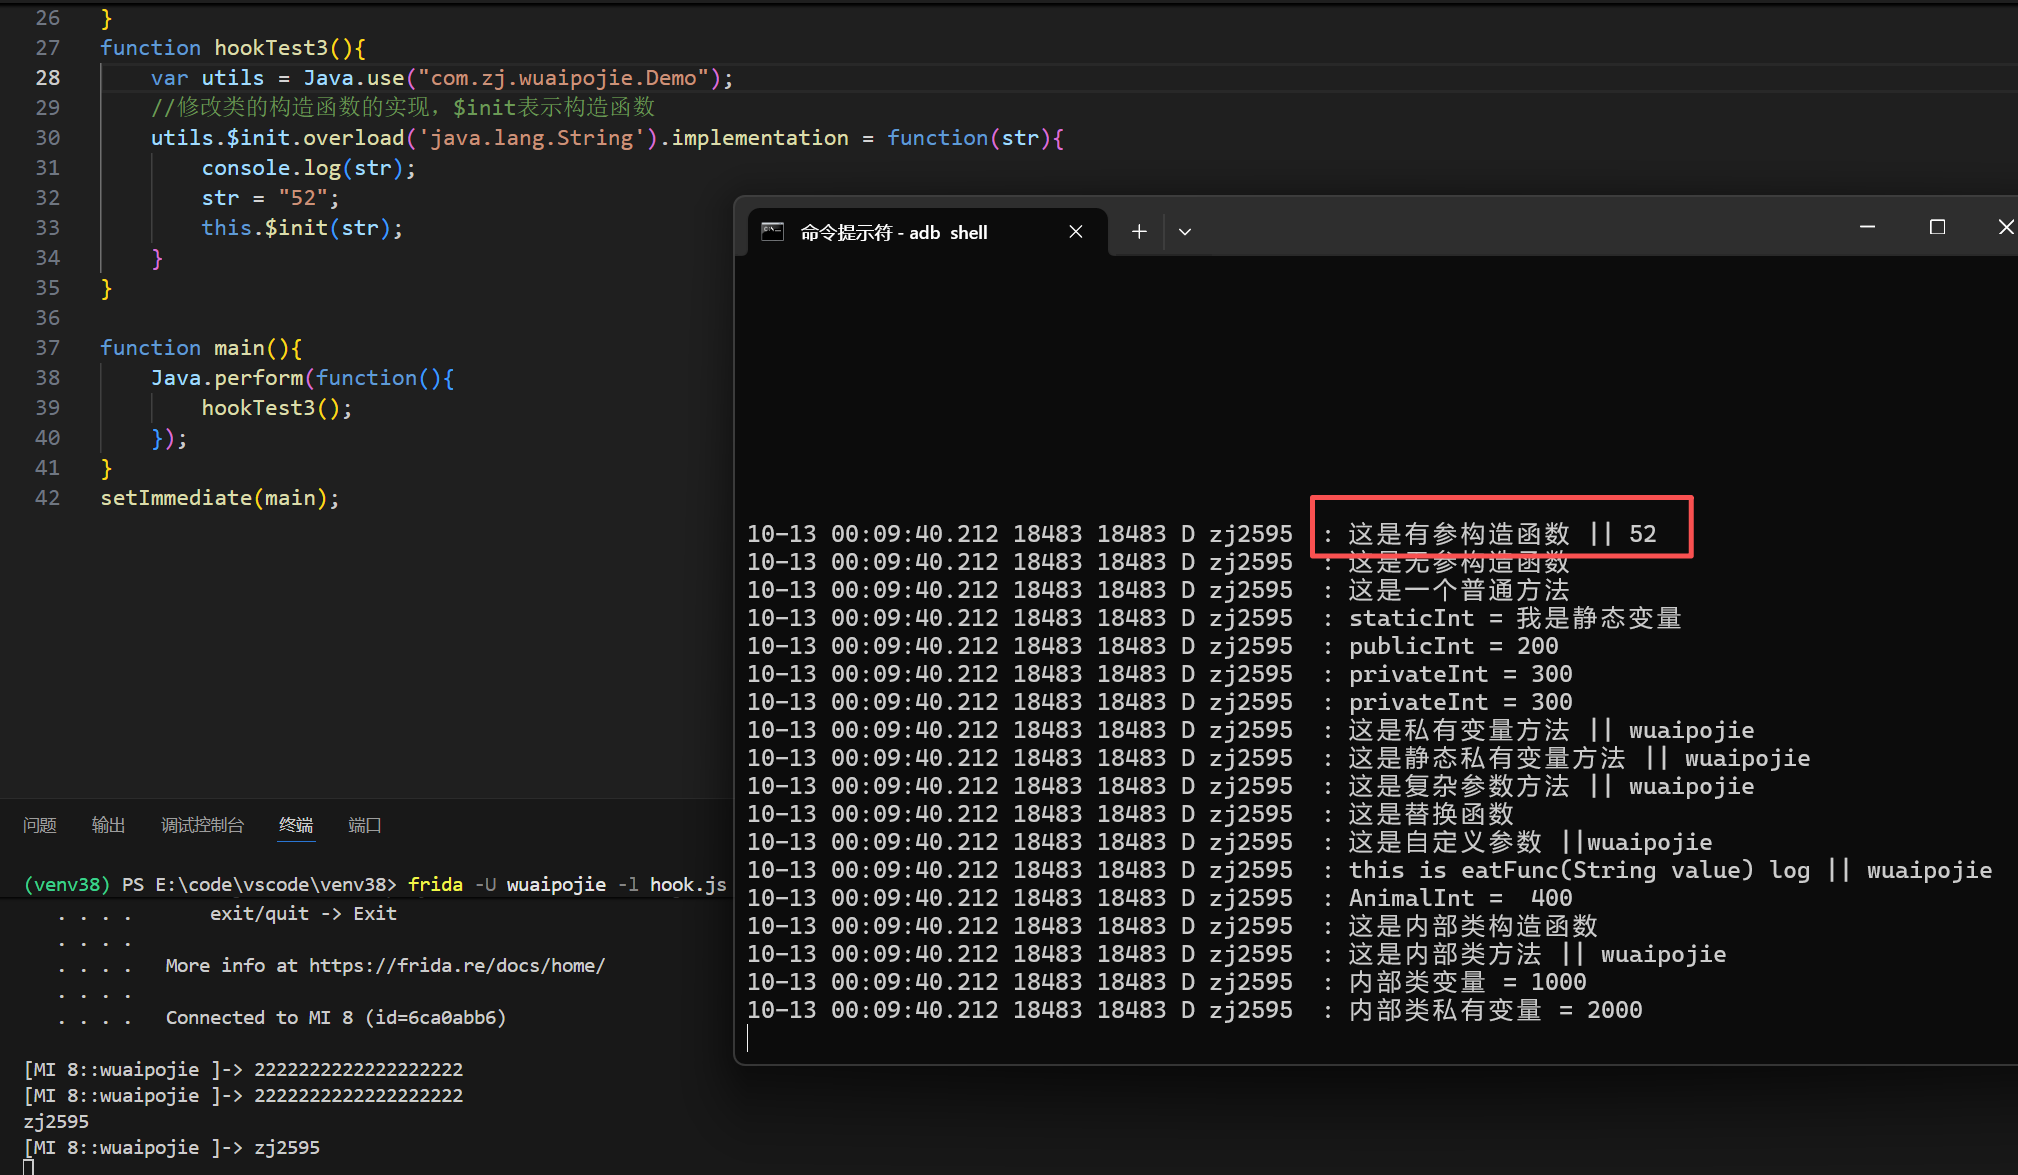 26 }
27 function hookTest3(){
28 var utils = Java.use("com.zj.wuaipojie.Demo");
29 //修改类的构造函数的实现，$init表示构造函数
30 utils.$init.overload('java.lang.String').implementation = function(str){
31 console.log(str);
32 str = "52";
33 this.$init(str);
34 }
35 }
36
37 function main(){
38 Java.perform(function(){
39 hookTest3();
40 });
41 }
42 setImmediate(main);
问题 输出 调试控制台 终端 端口
(venv38) PS E:\code\vscode\venv38> frida -U wuaipojie -l hook.js
. . . . exit/quit -> Exit
. . . .
. . . . More info at https://frida.re/docs/home/
. . . .
. . . . Connected to MI 8 (id=6ca0abb6)
[MI 8::wuaipojie ]-> 2222222222222222222
[MI 8::wuaipojie ]-> 2222222222222222222
zj2595
[MI 8::wuaipojie ]-> zj2595
命令提示符 - adb shell
10-13 00:09:40.212 18483 18483 D zj2595 : 这是有参构造函数 || 52
10-13 00:09:40.212 18483 18483 D zj2595 : 这是无参构造函数
10-13 00:09:40.212 18483 18483 D zj2595 : 这是一个普通方法
10-13 00:09:40.212 18483 18483 D zj2595 : staticInt = 我是静态变量
10-13 00:09:40.212 18483 18483 D zj2595 : publicInt = 200
10-13 00:09:40.212 18483 18483 D zj2595 : privateInt = 300
10-13 00:09:40.212 18483 18483 D zj2595 : privateInt = 300
10-13 00:09:40.212 18483 18483 D zj2595 : 这是私有变量方法 || wuaipojie
10-13 00:09:40.212 18483 18483 D zj2595 : 这是静态私有变量方法 || wuaipojie
10-13 00:09:40.212 18483 18483 D zj2595 : 这是复杂参数方法 || wuaipojie
10-13 00:09:40.212 18483 18483 D zj2595 : 这是替换函数
10-13 00:09:40.212 18483 18483 D zj2595 : 这是自定义参数 ||wuaipojie
10-13 00:09:40.212 18483 18483 D zj2595 : this is eatFunc(String value) log || wuaipojie
10-13 00:09:40.212 18483 18483 D zj2595 : AnimalInt =  400
10-13 00:09:40.212 18483 18483 D zj2595 : 这是内部类构造函数
10-13 00:09:40.212 18483 18483 D zj2595 : 这是内部类方法 || wuaipojie
10-13 00:09:40.212 18483 18483 D zj2595 : 内部类变量 = 1000
10-13 00:09:40.212 18483 18483 D zj2595 : 内部类私有变量 = 2000